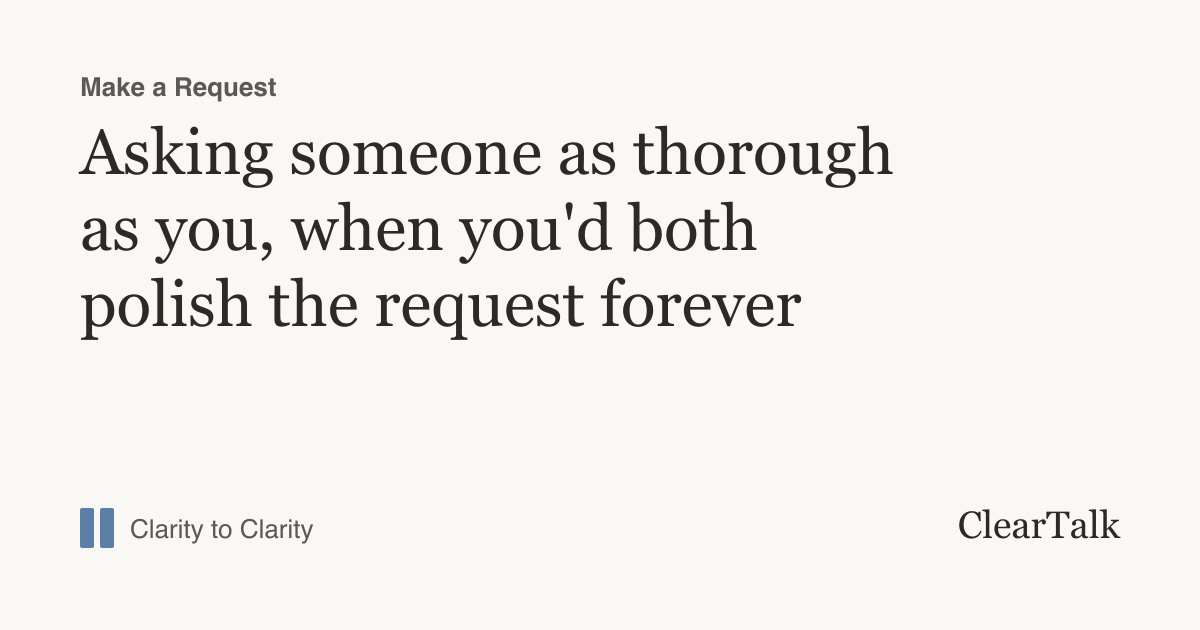 Make a Request
Asking someone as thorough
as you, when you'd both
polish the request forever
Clarity to Clarity
ClearTalk